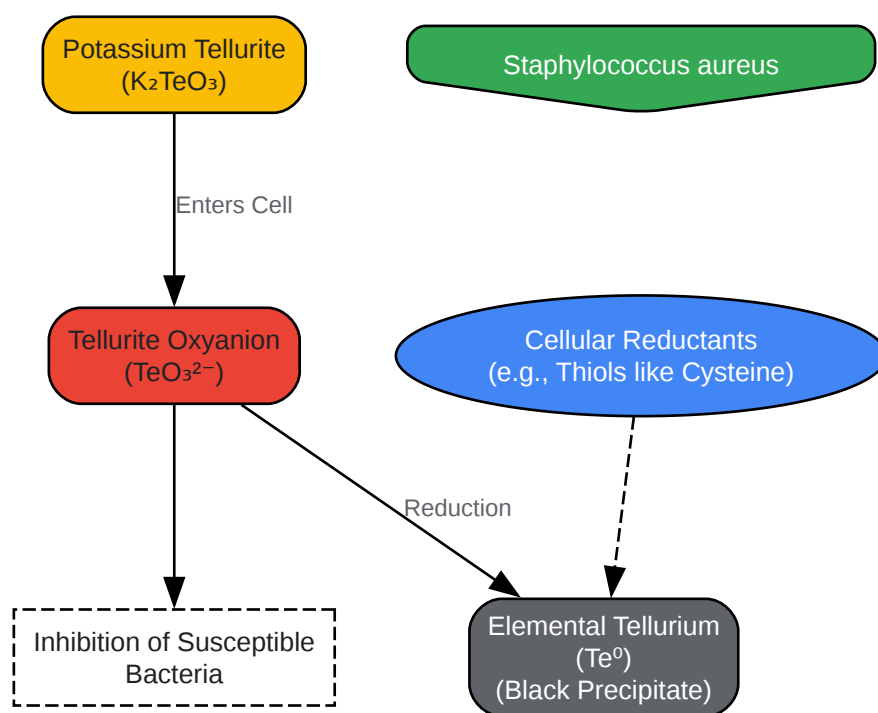 Potassium Tellurite
(K₂TeO₃)
Staphylococcus aureus
Enters Cell
Tellurite Oxyanion
(TeO₃²⁻)
Cellular Reductants
(e.g., Thiols like Cysteine)
Reduction
Inhibition of Susceptible
Bacteria
Elemental Tellurium
(Te⁰)
(Black Precipitate)